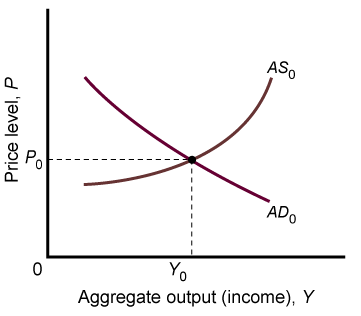 Price level, P
AS₀
P₀
AD₀
0
Y₀
Aggregate output (income), Y